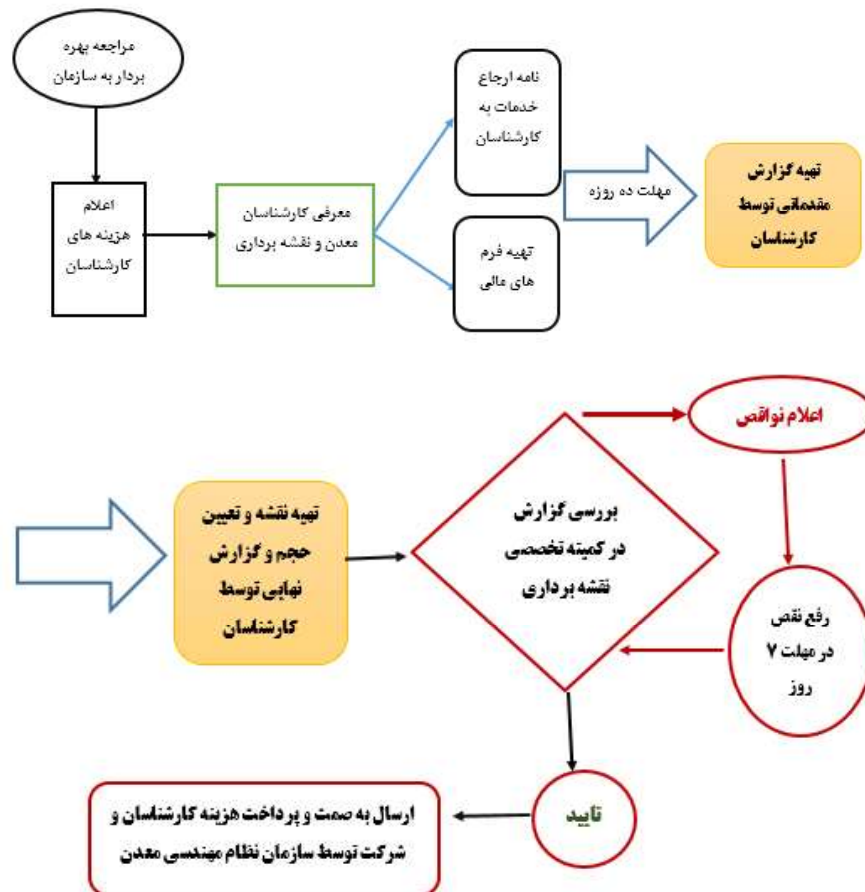 مراجعه بهره
بردار به سازمان
اعلام
هزینه های
کارشناسان
معرفی کارشناسان
معدن و نقشه برداری
نامه ارجاع
خدمات به
کارشناسان
تهیه فرم
های مالی
مهلت ده روزه
تهیه گزارش
مقدماتی توسط
کارشناسان
تهیه نقشه و تعیین
حجم و گزارش
نهایی توسط
کارشناسان
بررسی گزارش
در کمیته تخصصی
نقشه برداری
اعلام نواقص
رفع نقص
در مهلت ۷
روز
تایید
ارسال به صمت و پرداخت هزینه کارشناسان و
شرکت توسط سازمان نظام مهندسی معدن